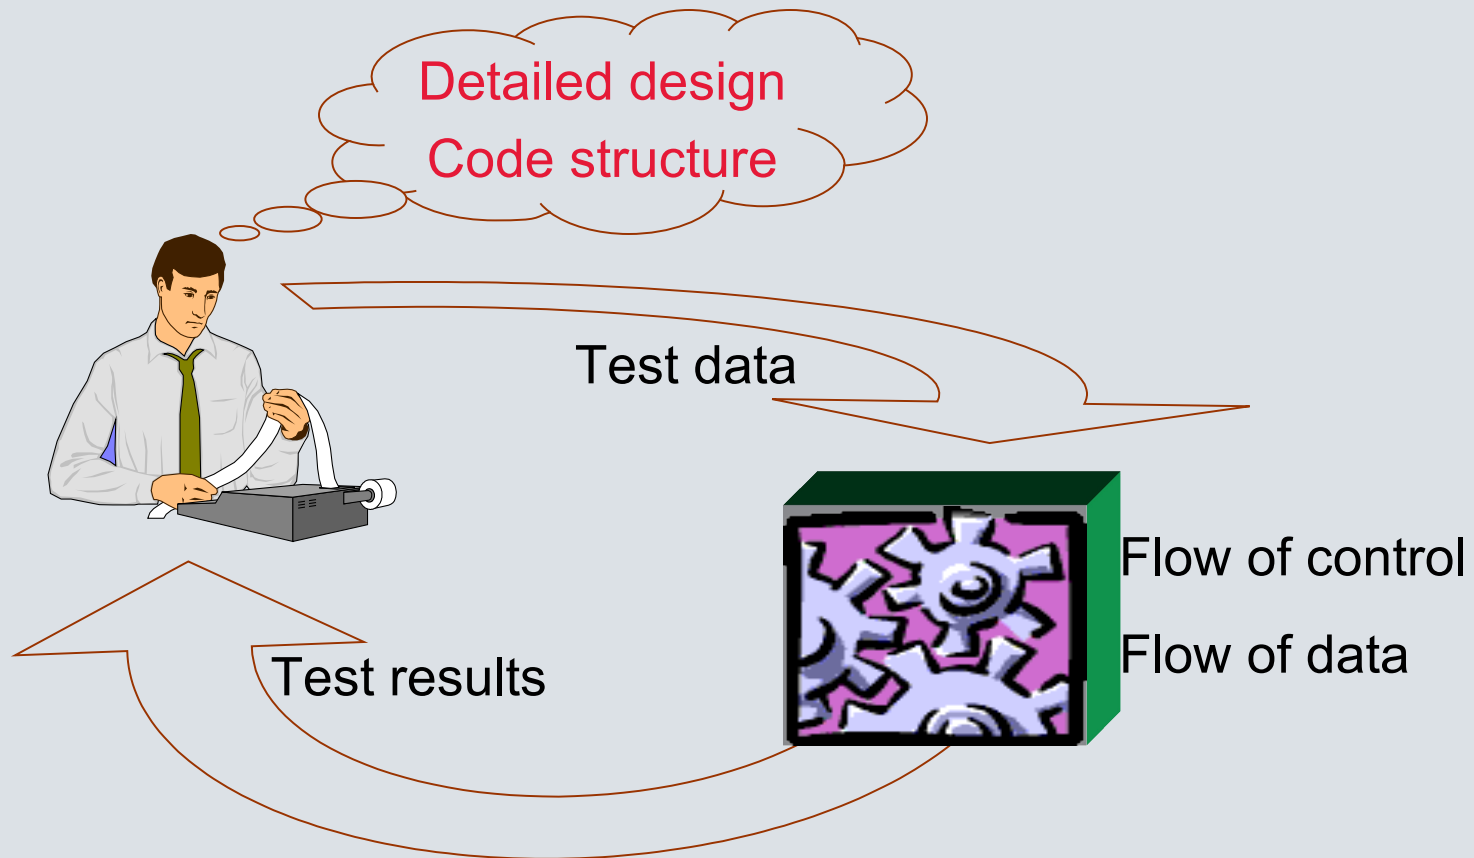 Detailed design
Code structure
Test data
Flow of control
Flow of data
Test results